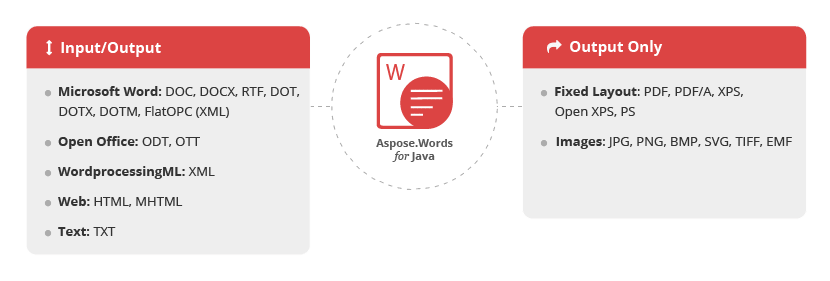 Input/Output
Microsoft Word: DOC, DOCX, RTF, DOT,
DOTX, DOTM, FlatOPC (XML)
Open Office: ODT, OTT
WordprocessingML: XML
Web: HTML, MHTML
Text: TXT
W
Aspose.Words
for Java
Output Only
Fixed Layout: PDF, PDF/A, XPS,
Open XPS, PS
Images: JPG, PNG, BMP, SVG, TIFF, EMF